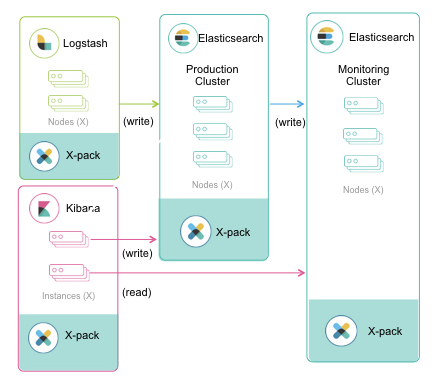 Logstash
Nodes (X)
X-pack
(write)
Elasticsearch
Production
Cluster
Nodes (X)
X-pack
(write)
Elasticsearch
Monitoring
Cluster
Nodes (X)
X-pack
Kibana
(write)
Instances (X)
(read)
X-pack